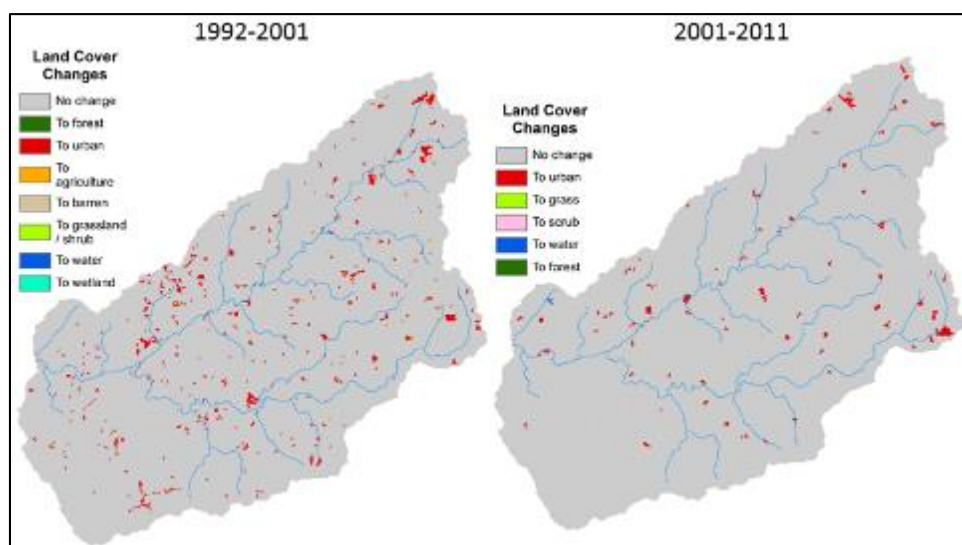 1992-2001
Land Cover
Changes
No change
To forest
To urban
To
agriculture
To barren
To grassland
/ shrub
To water
To wetland
2001-2011
Land Cover
Changes
No change
To urban
To grass
To scrub
To water
To forest